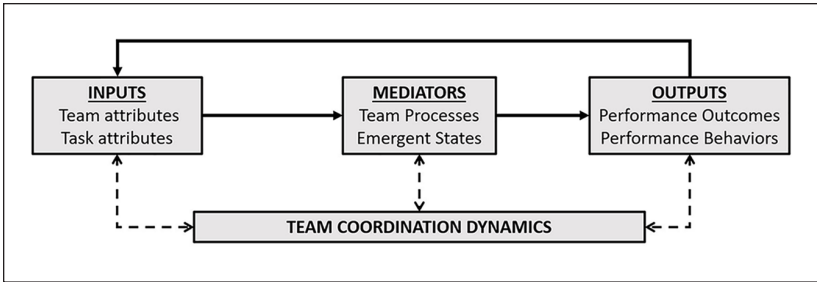 INPUTS
Team attributes
Task attributes
MEDIATORS
Team Processes
Emergent States
OUTPUTS
Performance Outcomes
Performance Behaviors
TEAM COORDINATION DYNAMICS